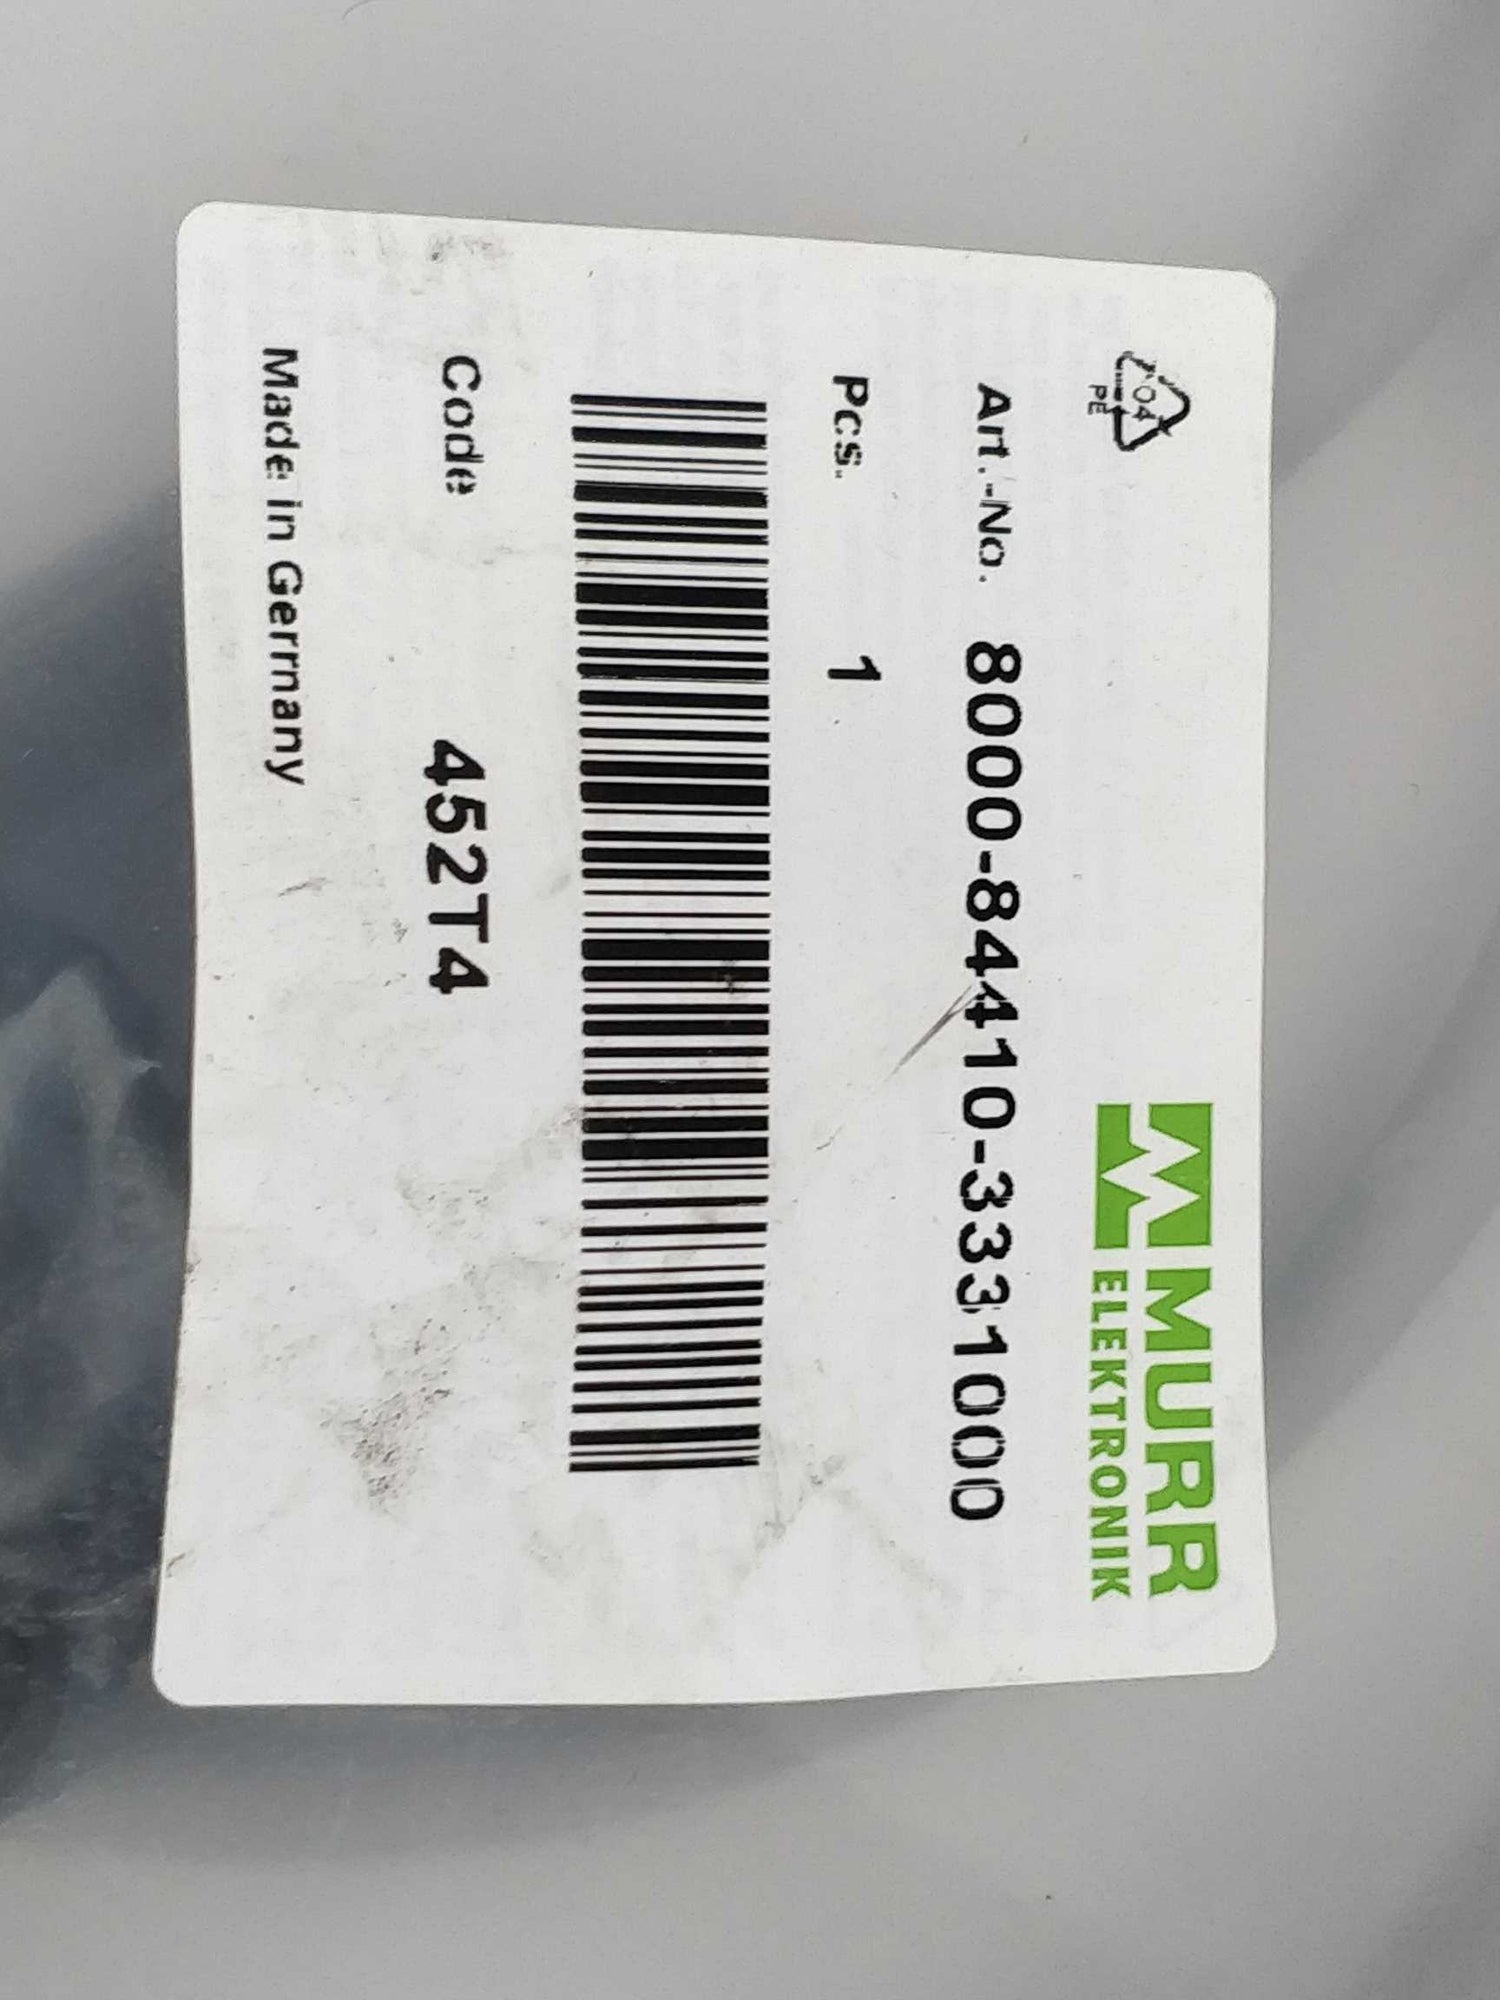 MURR
ELEKTRONIK
04
PE
Art.-No. 8000-84410-3331000
Pcs. 1
Code 452T4
Made in Germany